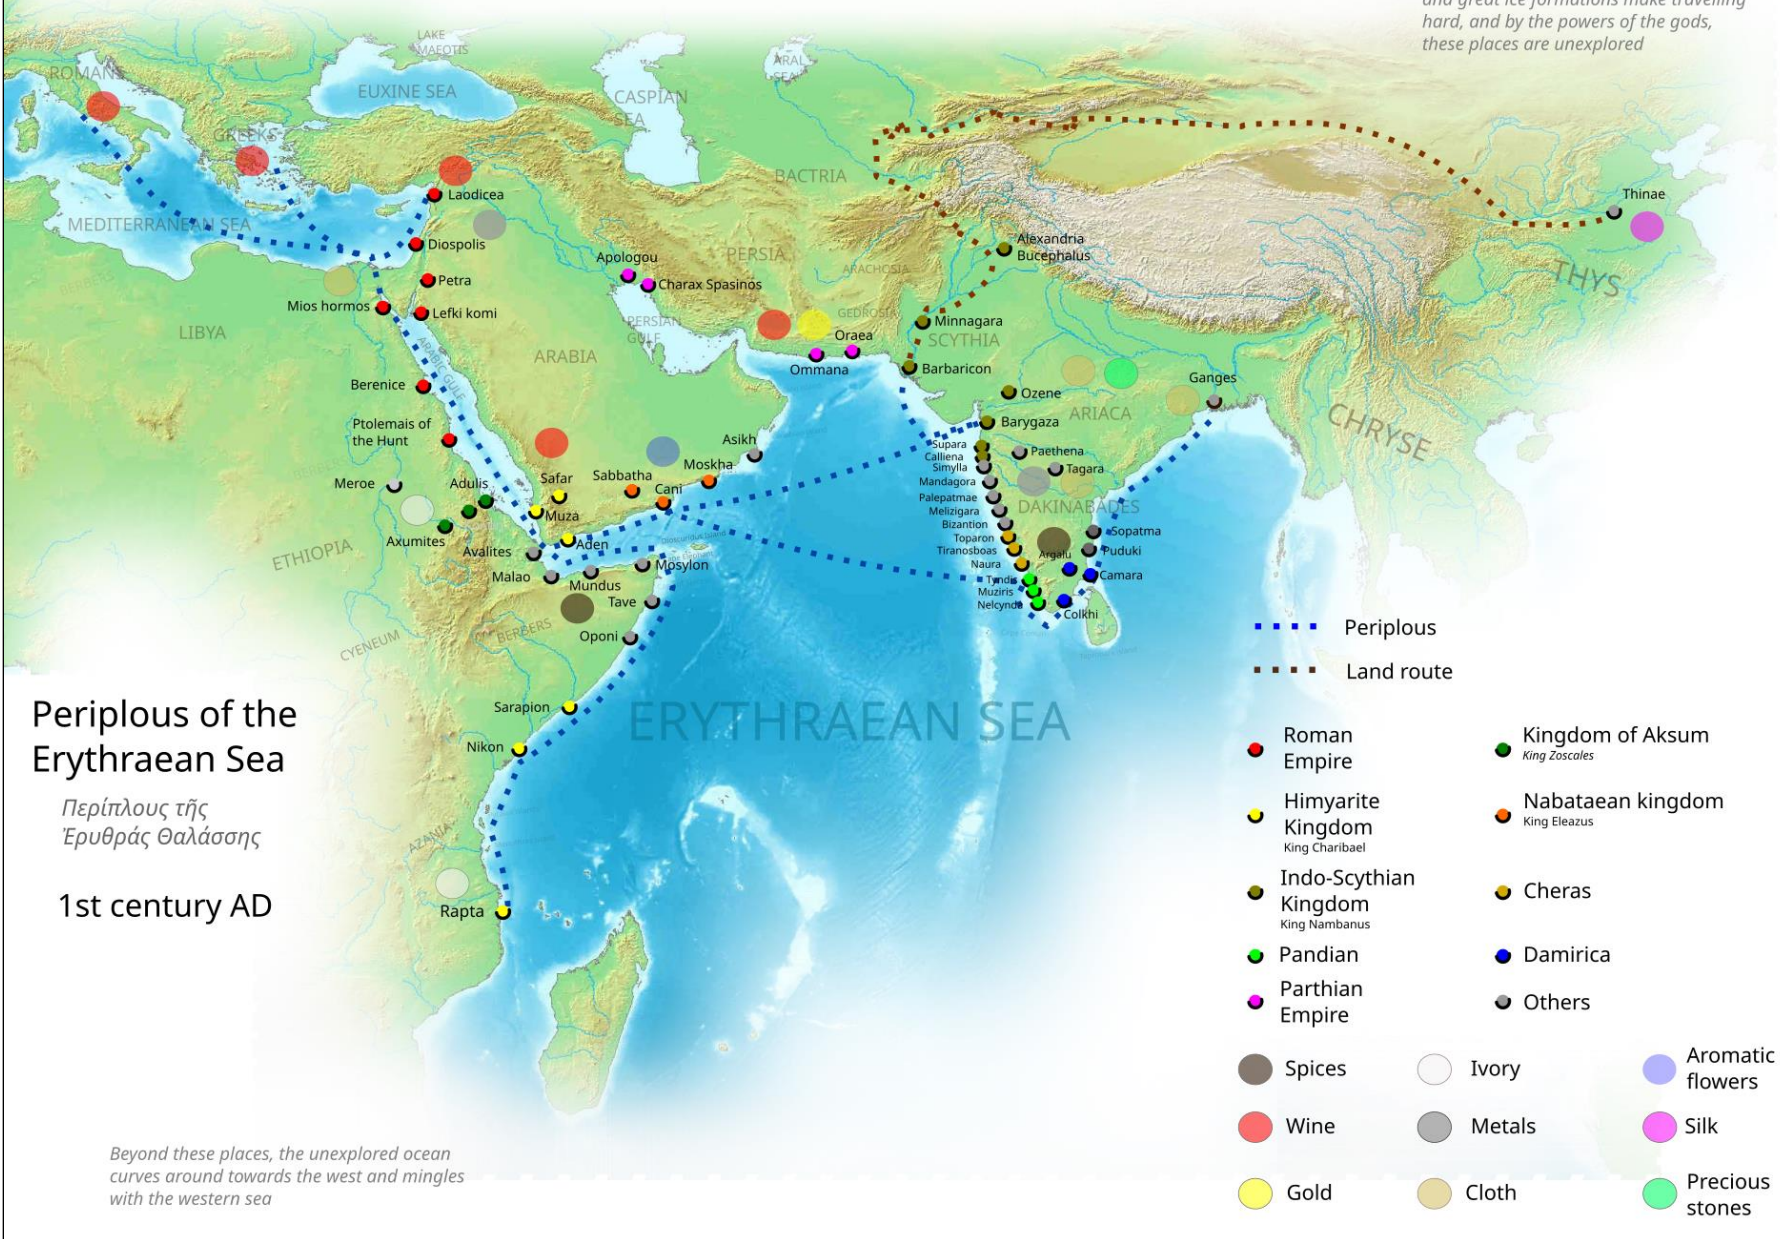 and great ice formations make travelling
hard, and by the powers of the gods,
these places are unexplored
LAKE
MAEOTIS
ROMANS
EUXINE SEA
CASPIAN
SEA
ARAL
SEA
GREEKS
BACTRIA
Laodicea
Thinae
MEDITERRANEAN SEA
Diospolis
Alexandria
Bucephalus
PERSIA
Apologou
ARACHOSIA
THYS
Petra
Charax Spasinos
Mios hormos
Lefki komi
PERSIAN
GULF
GEDROSIA
Minnagara
LIBYA
Oraea
SCYTHIA
ARABIA
ARABIC GULF
Ommana
Barbaricon
Ganges
Berenice
Ozene
ARIACA
CHRYSE
Barygaza
Ptolemais of
the Hunt
Asikh
Supara
Paethena
Calliena
Simylla
Tagara
Moskha
Meroe
Adulis
Safar
Sabbatha
Cani
Mandagora
Palepatmae
DAKINABADES
Muza
Melizigara
Axumites
Bizantion
Sopatma
ETHIOPIA
Avalites
Aden
Toparon
Tiranosboas
Argalu
Puduki
Mosylon
Naura
Malao
Mundus
Tyndis
Camara
Muziris
Tave
Nelcynda
Colkhi
BERBERS
Oponi
CYENEUM
Periplous
Land route
Sarapion
ERYTHRAEAN SEA
Nikon
Periplous of the
Erythraean Sea
Περίπλους τῆς
Ἐρυθράς Θαλάσσης
AZANIA
1st century AD
Rapta
Roman
Empire
Kingdom of Aksum
King Zoscales
Himyarite
Kingdom
King Charibael
Nabataean kingdom
King Eleazus
Indo-Scythian
Kingdom
King Nambanus
Cheras
Pandian
Damirica
Parthian
Empire
Others
Spices
Ivory
Aromatic
flowers
Wine
Metals
Silk
Gold
Cloth
Precious
stones
Beyond these places, the unexplored ocean
curves around towards the west and mingles
with the western sea